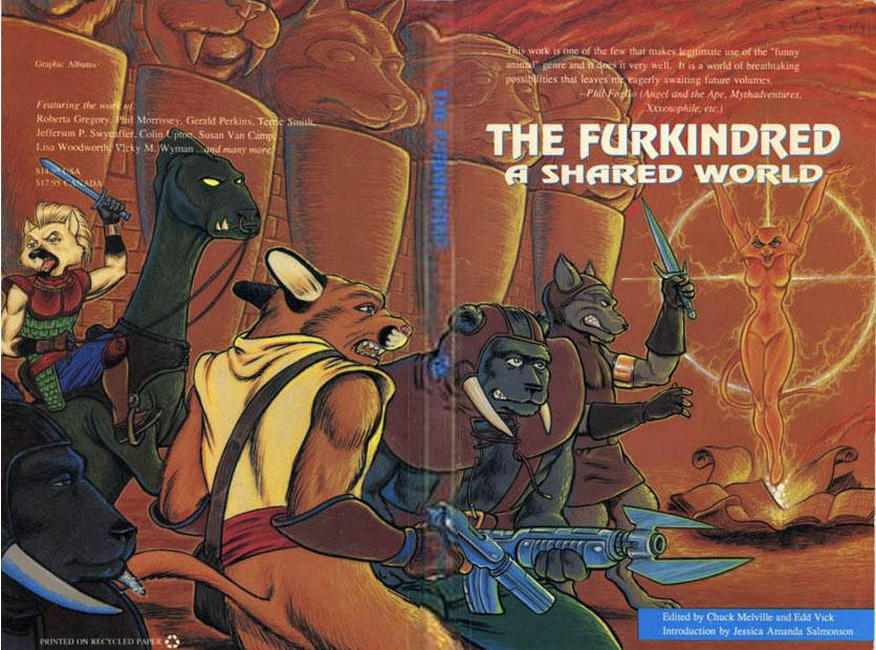 Graphic Albums
Featuring the work of
Roberta Gregory, Phil Morrissey, Gerald Perkins, Terrie Smith,
Jefferson P. Swycaffer, Colin Upton, Susan Van Camp,
Lisa Woodworth, Vicky M. Wyman ...and many more
USA
$17.95 CANADA
PRINTED ON RECYCLED PAPER
THE FURKINDRED
This work is one of the few that makes legitimate use of the "funny
animal" genre and it does it very well. It is a world of breathtaking
possibilities that leaves me eagerly awaiting future volumes.
--Phil Foglio (Angel and the Ape, Mythadventures,
Xxxenophile, etc.)
THE FURKINDRED
A SHARED WORLD
Edited by Chuck Melville and Edd Vick
Introduction by Jessica Amanda Salmonson